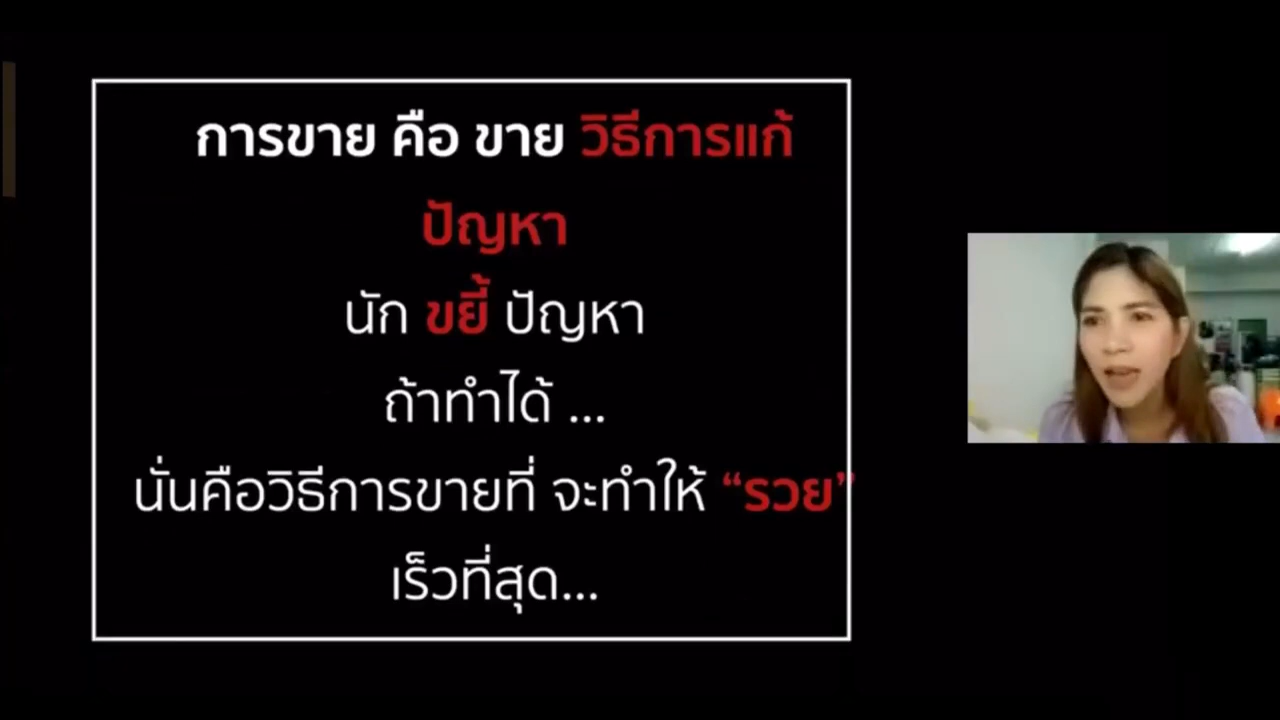 การขาย คือ ขาย วิธีการแก้
ปัญหา
นัก ขยี้ ปัญหา
ถ้าทำได้ ...
นั่นคือวิธีการขายที่ จะทำให้ “รวย”
เร็วที่สุด...